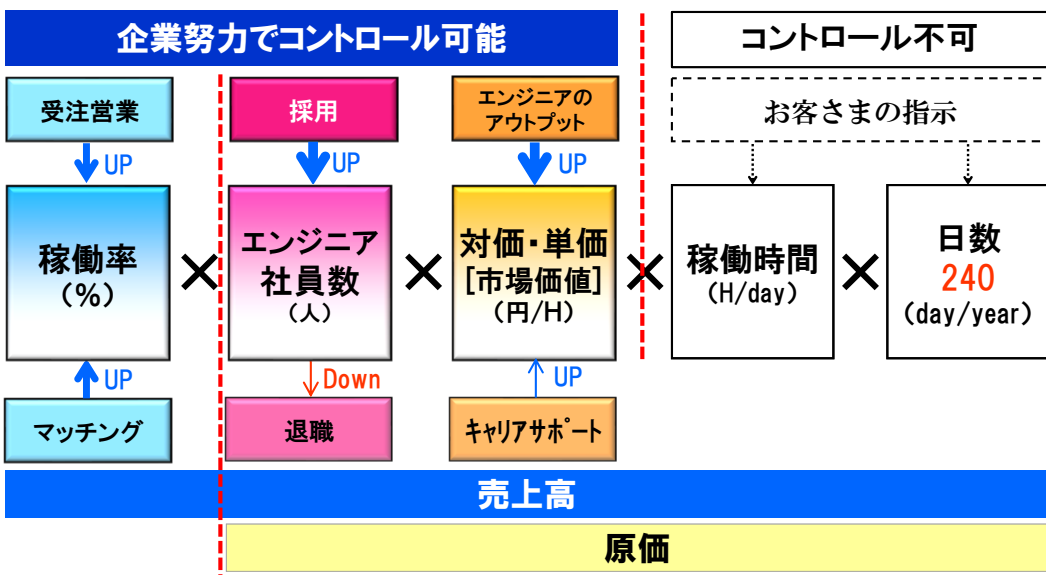 企業努力でコントロール可能
コントロール不可
受注営業
採用
エンジニアの
アウトプット
お客さまの指示
UP
UP
UP
稼働率
(%)
×
エンジニア
社員数
(人)
×
対価・単価
[市場価値]
(円/H)
×
稼働時間
(H/day)
×
日数
240
(day/year)
UP
Down
UP
マッチング
退職
キャリアサポート
売上高
原価